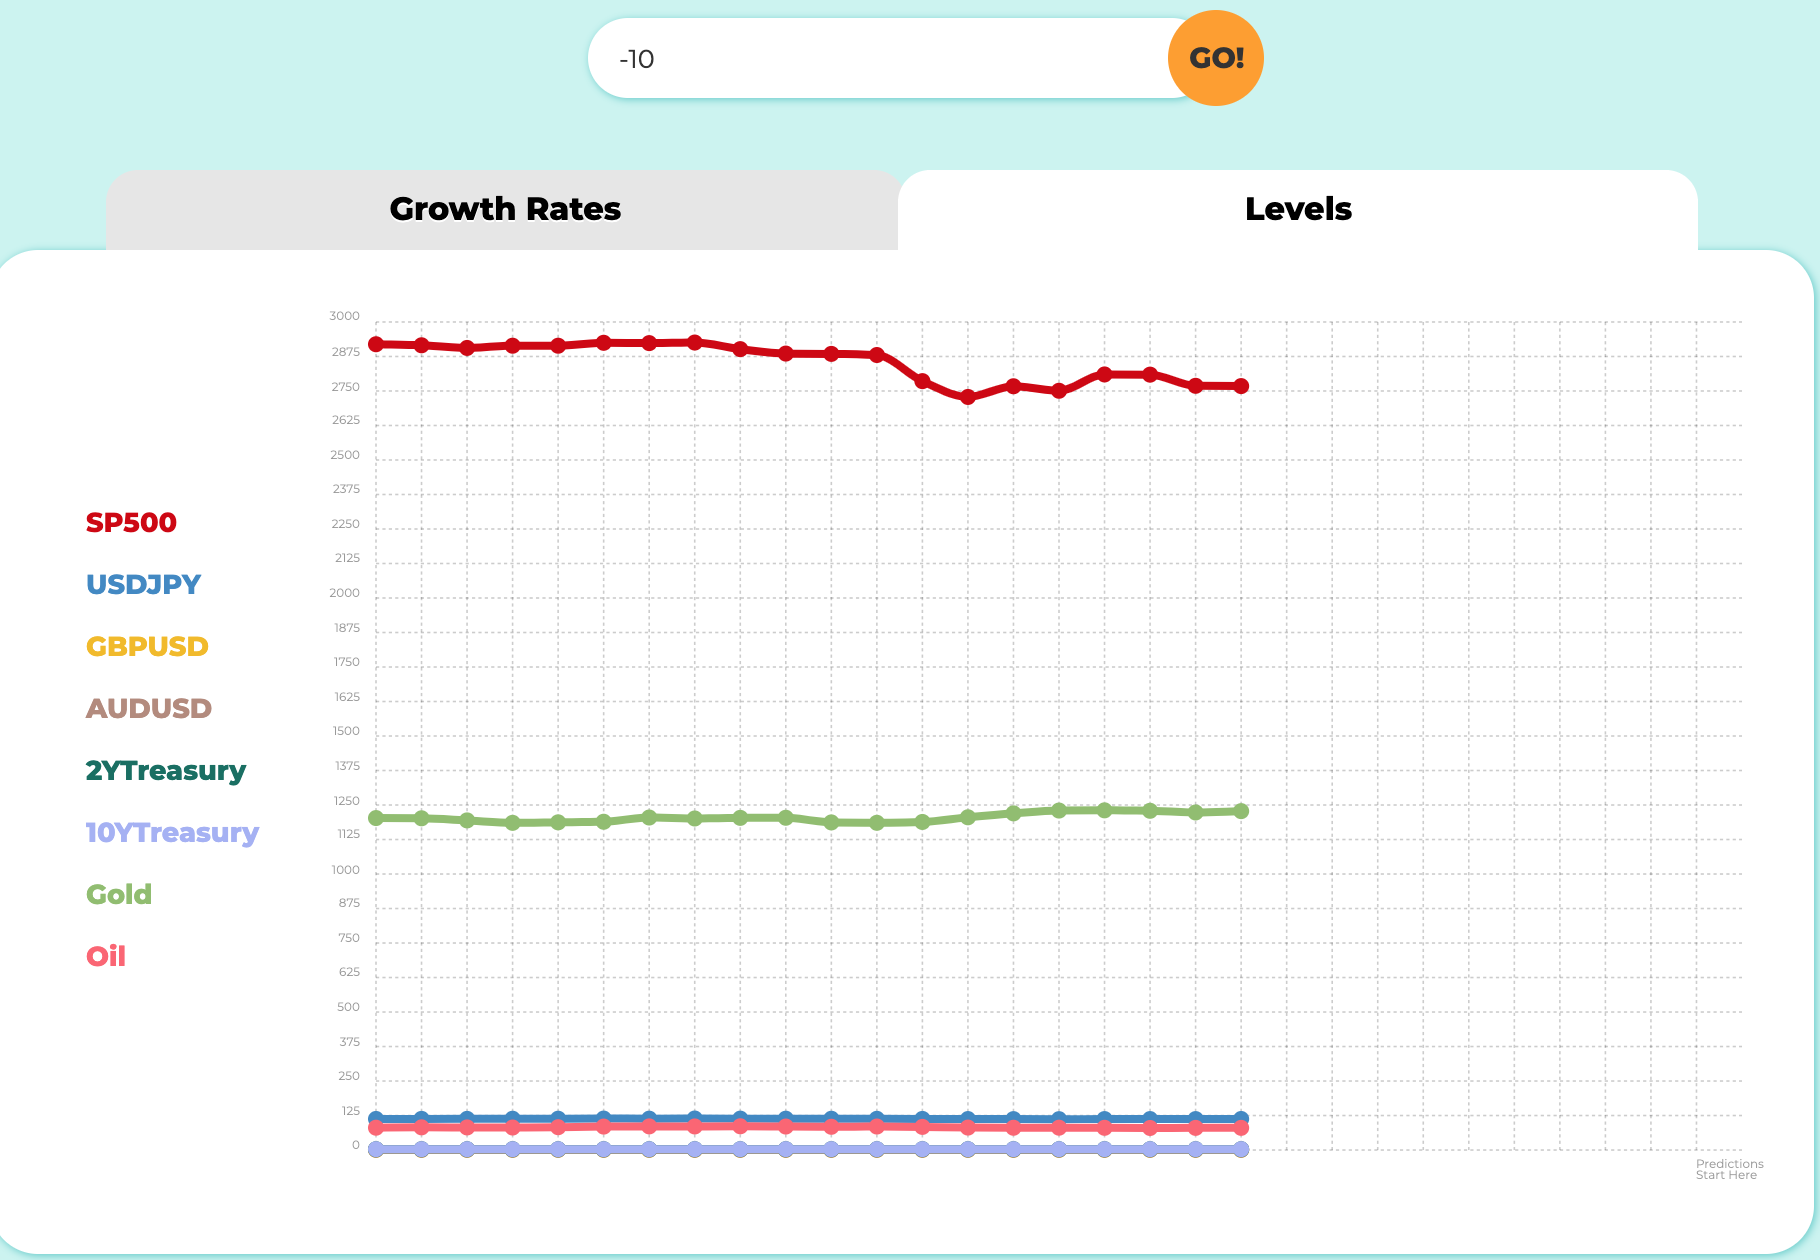 -10
GO!
Growth Rates
Levels
SP500
USDJPY
GBPUSD
AUDUSD
2YTreasury
10YTreasury
Gold
Oil
3000
2875
2750
2625
2500
2375
2250
2125
2000
1875
1750
1625
1500
1375
1250
1125
1000
875
750
625
500
375
250
125
0
Predictions
Start Here